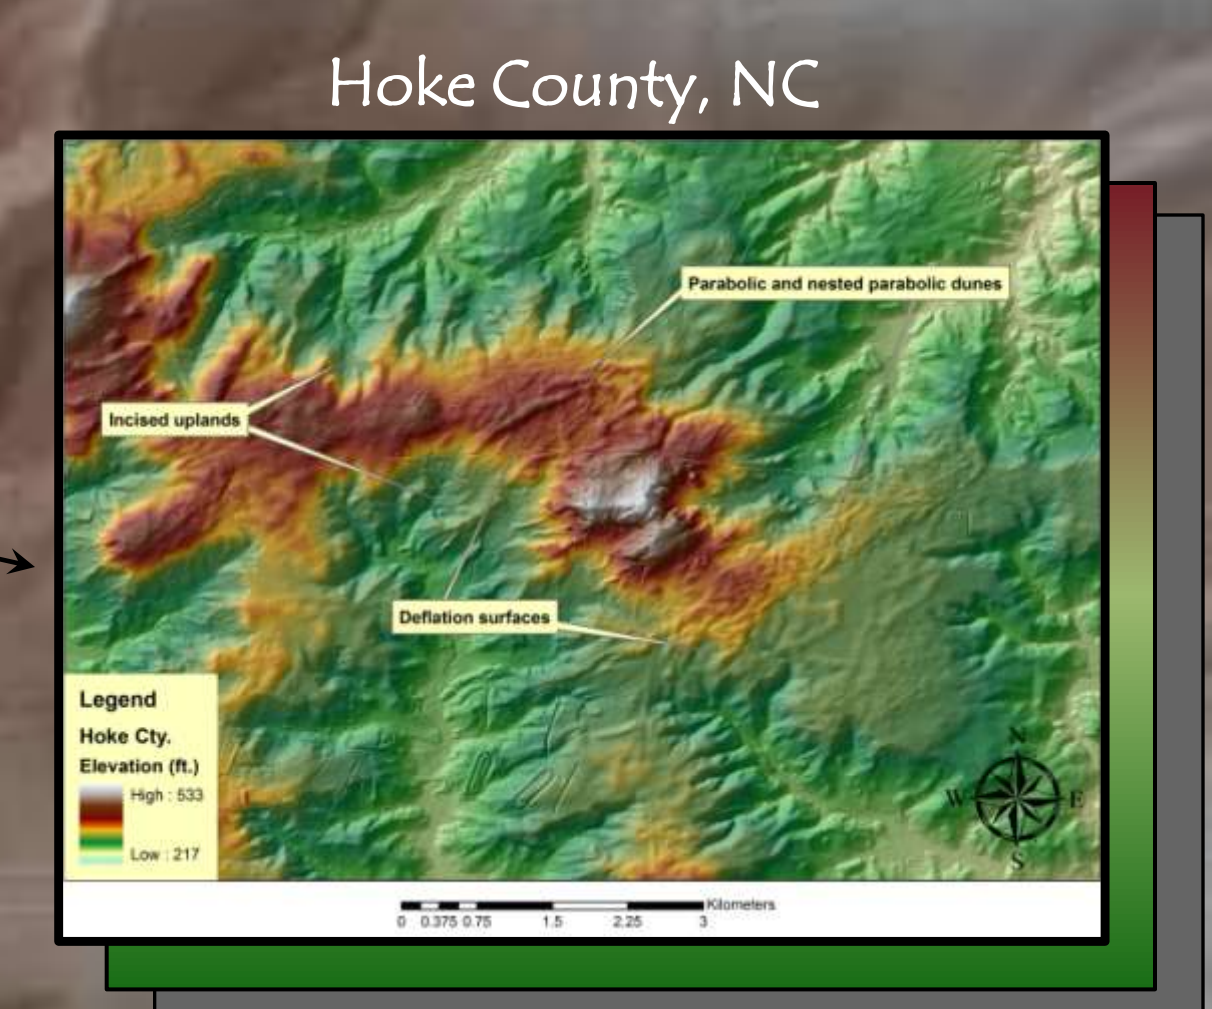 Hoke County, NC
Parabolic and nested parabolic dunes
Incised uplands
Deflation surfaces
Legend
Hoke Cty.
Elevation (ft.)
High : 533
Low : 217
N
W E
S
Kilometers
0 0.375 0.75 1.5 2.25 3